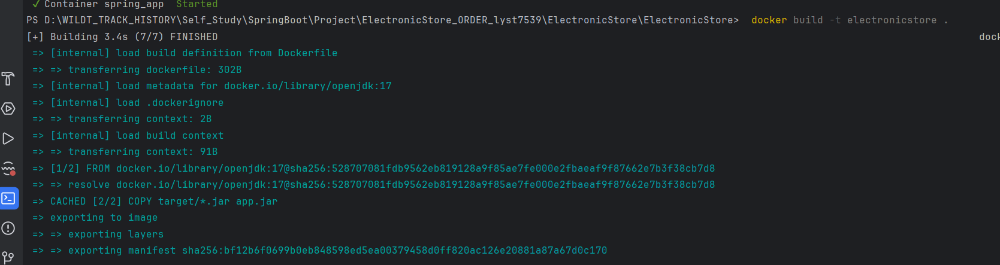 ✓ Container spring_app  Started
PS D:\WILDT_TRACK_HISTORY\Self_Study\SpringBoot\Project\ElectronicStore_ORDER_lyst7539\ElectronicStore\ElectronicStore>  docker build -t electronicstore .
[+] Building 3.4s (7/7) FINISHED dock
=> [internal] load build definition from Dockerfile
=> => transferring dockerfile: 302B
=> [internal] load metadata for docker.io/library/openjdk:17
=> [internal] load .dockerignore
=> => transferring context: 2B
=> [internal] load build context
=> => transferring context: 91B
=> [1/2] FROM docker.io/library/openjdk:17@sha256:528707081fdb9562eb819128a9f85ae7fe000e2fbaeaf9f87662e7b3f38cb7d8
=> => resolve docker.io/library/openjdk:17@sha256:528707081fdb9562eb819128a9f85ae7fe000e2fbaeaf9f87662e7b3f38cb7d8
=> CACHED [2/2] COPY target/*.jar app.jar
=> exporting to image
=> => exporting layers
=> => exporting manifest sha256:bf12b6f0699b0eb848598ed5ea00379458d0ff820ac126e20881a87a67d0c170